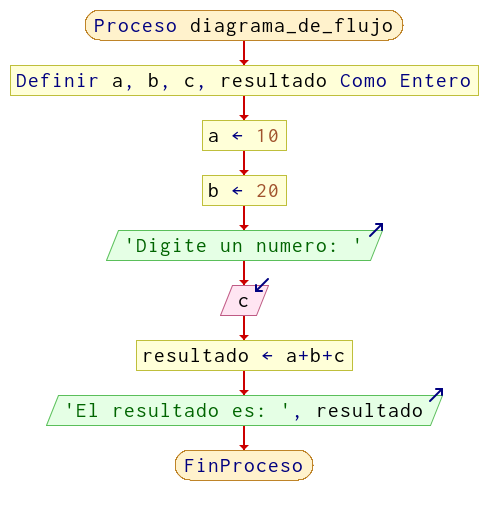 Proceso diagrama_de_flujo
Definir a, b, c, resultado Como Entero
a ← 10
b ← 20
'Digite un numero: '
c
resultado ← a+b+c
'El resultado es: ', resultado
FinProceso